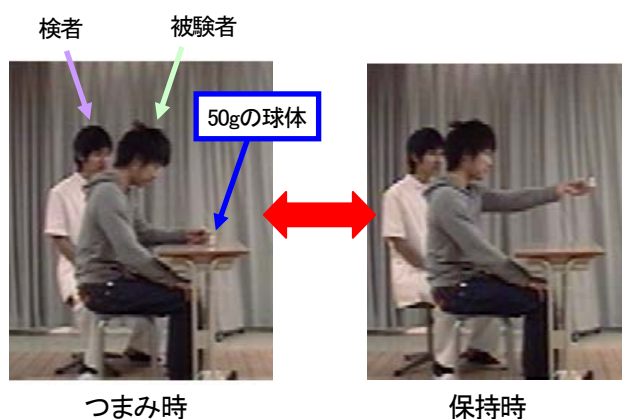 検者
被験者
50gの球体
つまみ時
保持時